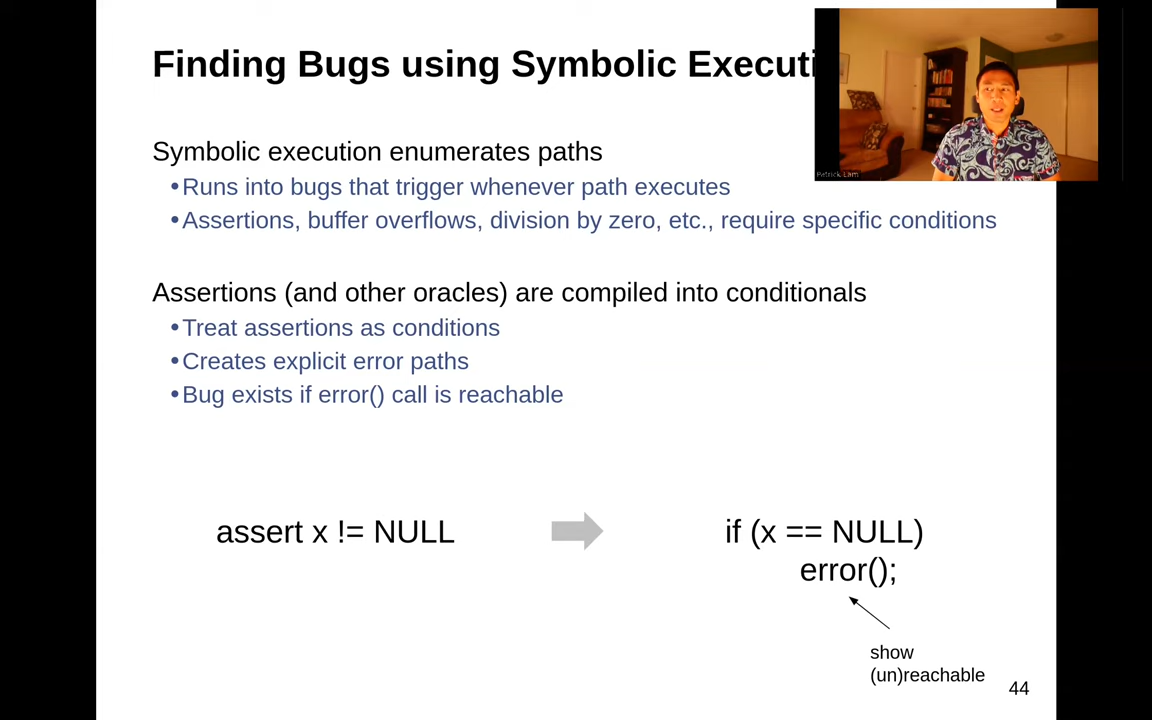 Finding Bugs using Symbolic Executi
Patrick Lam
Symbolic execution enumerates paths
•Runs into bugs that trigger whenever path executes
•Assertions, buffer overflows, division by zero, etc., require specific conditions
Assertions (and other oracles) are compiled into conditionals
•Treat assertions as conditions
•Creates explicit error paths
•Bug exists if error() call is reachable
assert x != NULL
if (x == NULL)
error();
show
(un)reachable
44